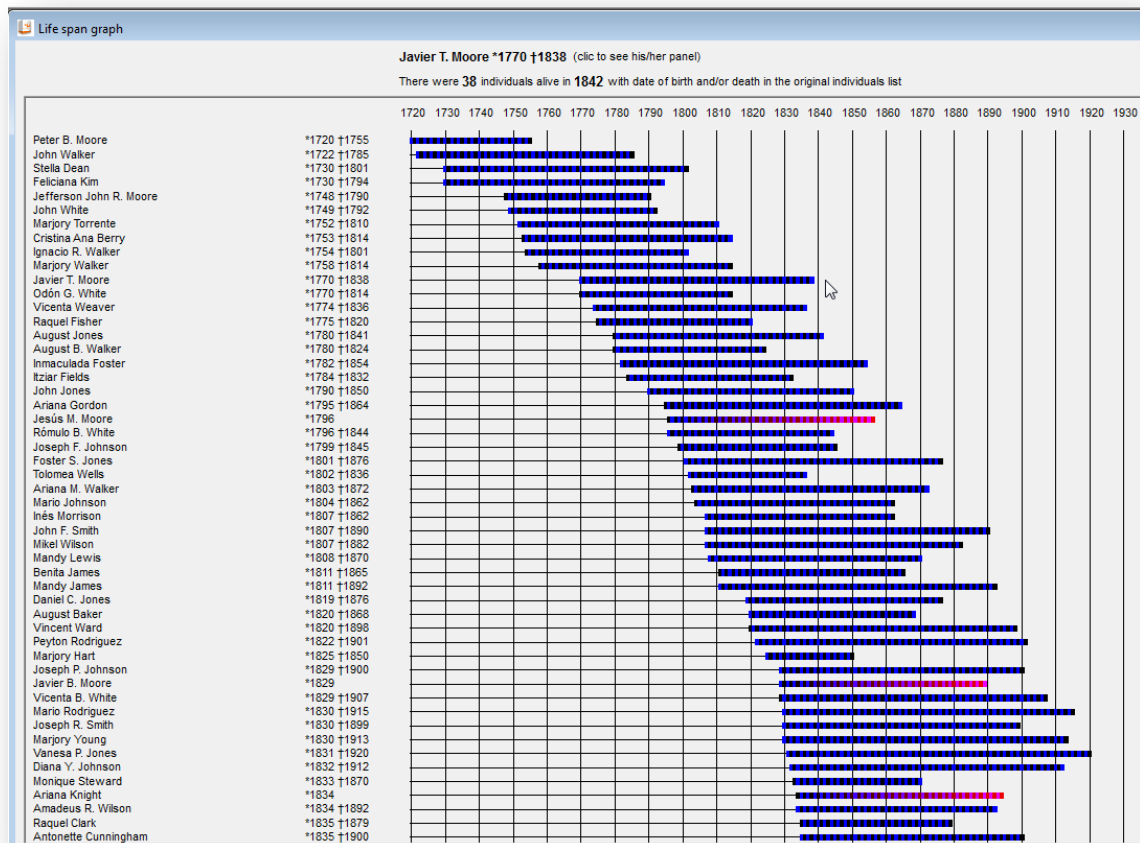 Life span graph
Javier T. Moore *1770 †1838 (clic to see his/her panel)
There were 38 individuals alive in 1842 with date of birth and/or death in the original individuals list
1720 1730 1740 1750 1760 1770 1780 1790 1800 1810 1820 1830 1840 1850 1860 1870 1880 1890 1900 1910 1920 1930
Peter B. Moore *1720 †1755
John Walker *1722 †1785
Stella Dean *1730 †1801
Feliciana Kim *1730 †1794
Jefferson John R. Moore *1748 †1790
John White *1749 †1792
Marjory Torrente *1752 †1810
Cristina Ana Berry *1753 †1814
Ignacio R. Walker *1754 †1801
Marjory Walker *1758 †1814
Javier T. Moore *1770 †1838
Odón G. White *1770 †1814
Vicenta Weaver *1774 †1836
Raquel Fisher *1775 †1820
August Jones *1780 †1841
August B. Walker *1780 †1824
Inmaculada Foster *1782 †1854
Itziar Fields *1784 †1832
John Jones *1790 †1850
Ariana Gordon *1795 †1864
Jesús M. Moore *1796
Rómulo B. White *1796 †1844
Joseph F. Johnson *1799 †1845
Foster S. Jones *1801 †1876
Tolomea Wells *1802 †1836
Ariana M. Walker *1803 †1872
Mario Johnson *1804 †1862
Inés Morrison *1807 †1862
John F. Smith *1807 †1890
Mikel Wilson *1807 †1882
Mandy Lewis *1808 †1870
Benita James *1811 †1865
Mandy James *1811 †1892
Daniel C. Jones *1819 †1876
August Baker *1820 †1868
Vincent Ward *1820 †1898
Peyton Rodriguez *1822 †1901
Marjory Hart *1825 †1850
Joseph P. Johnson *1829 †1900
Javier B. Moore *1829
Vicenta B. White *1829 †1907
Mario Rodriguez *1830 †1915
Joseph R. Smith *1830 †1899
Marjory Young *1830 †1913
Vanesa P. Jones *1831 †1920
Diana Y. Johnson *1832 †1912
Monique Steward *1833 †1870
Ariana Knight *1834
Amadeus R. Wilson *1834 †1892
Raquel Clark *1835 †1879
Antonette Cunningham *1835 †1900